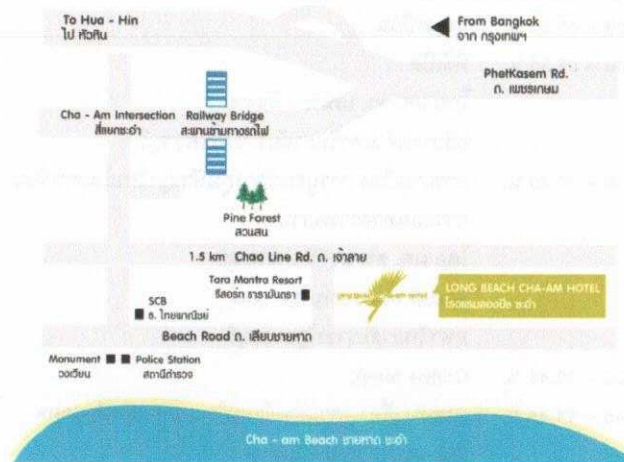 To Hua - Hin
ไป หัวหิน
From Bangkok
จาก กรุงเทพฯ
PhetKasem Rd.
ถ. เพชรเกษม
Cha - Am Intersection
สี่แยกชะอำ
Railway Bridge
สะพานข้ามทางรถไฟ
Pine Forest
สวนสน
1.5 km Chao Line Rd. ถ. เจ้าลาย
Tara Mantra Resort
รีสอร์ท ธารามันตรา
LONG BEACH CHA-AM HOTEL
โรงแรมลองบีช ชะอำ
SCB
ธ. ไทยพาณิชย์
Beach Road ถ. เลียบชายหาด
Monument
วงเวียน
Police Station
สถานีตำรวจ
Cha - am Beach ชายหาด ชะอำ